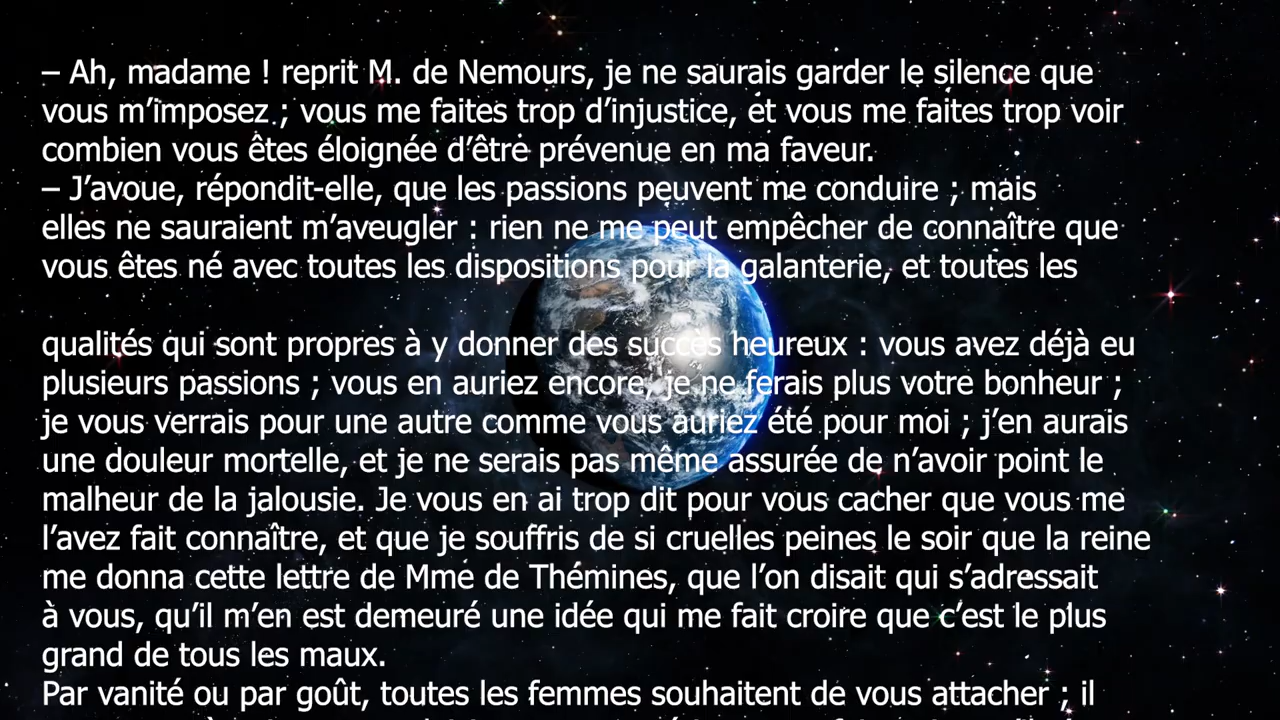 – Ah, madame ! reprit M. de Nemours, je ne saurais garder le silence que
vous m’imposez ; vous me faites trop d’injustice, et vous me faites trop voir
combien vous êtes éloignée d’être prévenue en ma faveur.
– J’avoue, répondit-elle, que les passions peuvent me conduire ; mais
elles ne sauraient m’aveugler : rien ne me peut empêcher de connaître que
vous êtes né avec toutes les dispositions pour la galanterie, et toutes les
qualités qui sont propres à y donner des succès heureux : vous avez déjà eu
plusieurs passions ; vous en auriez encore, je ne ferais plus votre bonheur ;
je vous verrais pour une autre comme vous auriez été pour moi ; j’en aurais
une douleur mortelle, et je ne serais pas même assurée de n’avoir point le
malheur de la jalousie. Je vous en ai trop dit pour vous cacher que vous me
l’avez fait connaître, et que je souffris de si cruelles peines le soir que la reine
me donna cette lettre de Mme de Thémines, que l’on disait qui s’adressait
à vous, qu’il m’en est demeuré une idée qui me fait croire que c’est le plus
grand de tous les maux.
Par vanité ou par goût, toutes les femmes souhaitent de vous attacher ; il